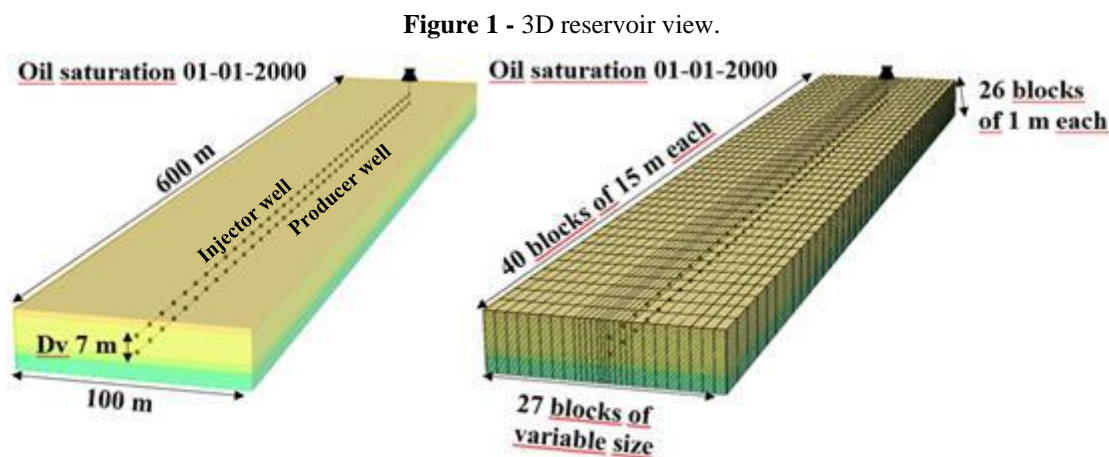 Figure 1 - 3D reservoir view.
Oil saturation 01-01-2000
600 m
Injector well
Producer well
Dv 7 m
100 m
Oil saturation 01-01-2000
26 blocks
of 1 m each
40 blocks of 15 m each
27 blocks of
variable size